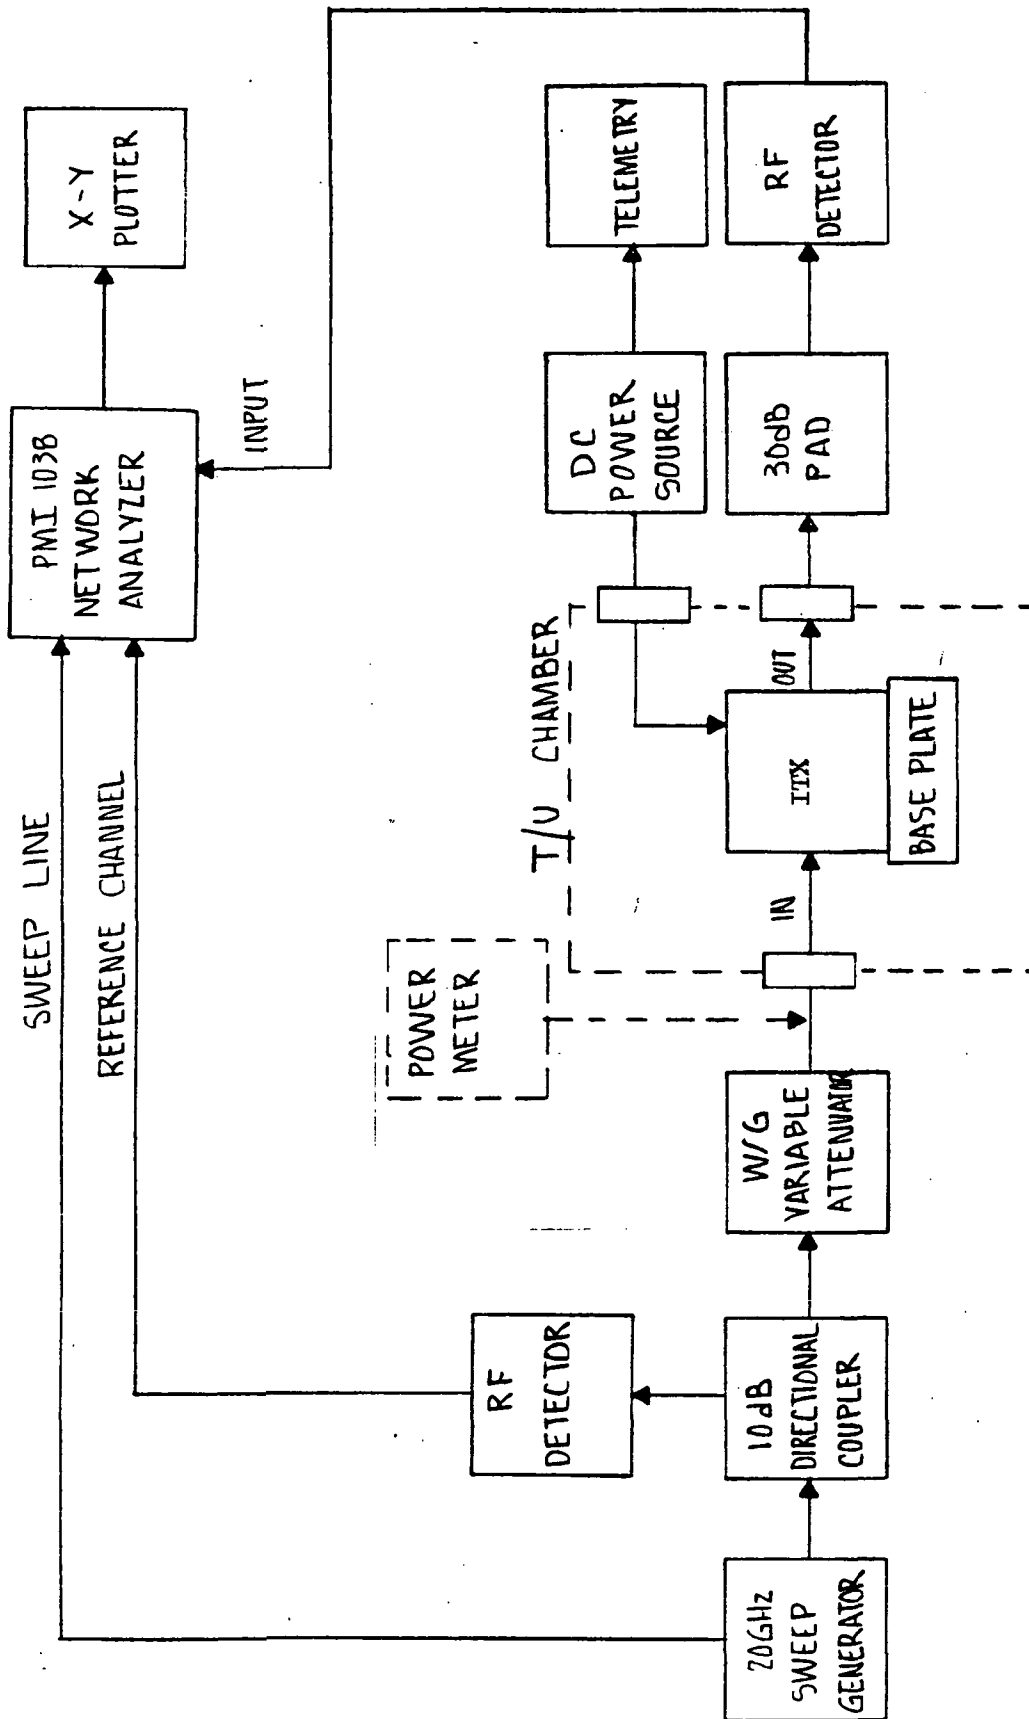 SWEEP LINE
REFERENCE CHANNEL
PMI 1038
NETWORK
ANALYZER
X-Y
PLOTTER
INPUT
RF
DETECTOR
POWER
METER
T/V CHAMBER
DC
POWER
SOURCE
TELEMETRY
20GHz
SWEEP
GENERATOR
10dB
DIRECTIONAL
COUPLER
W/G
VARIABLE
ATTENUATOR
IN
ITX
BASE PLATE
OUT
30dB
PAD
RF
DETECTOR